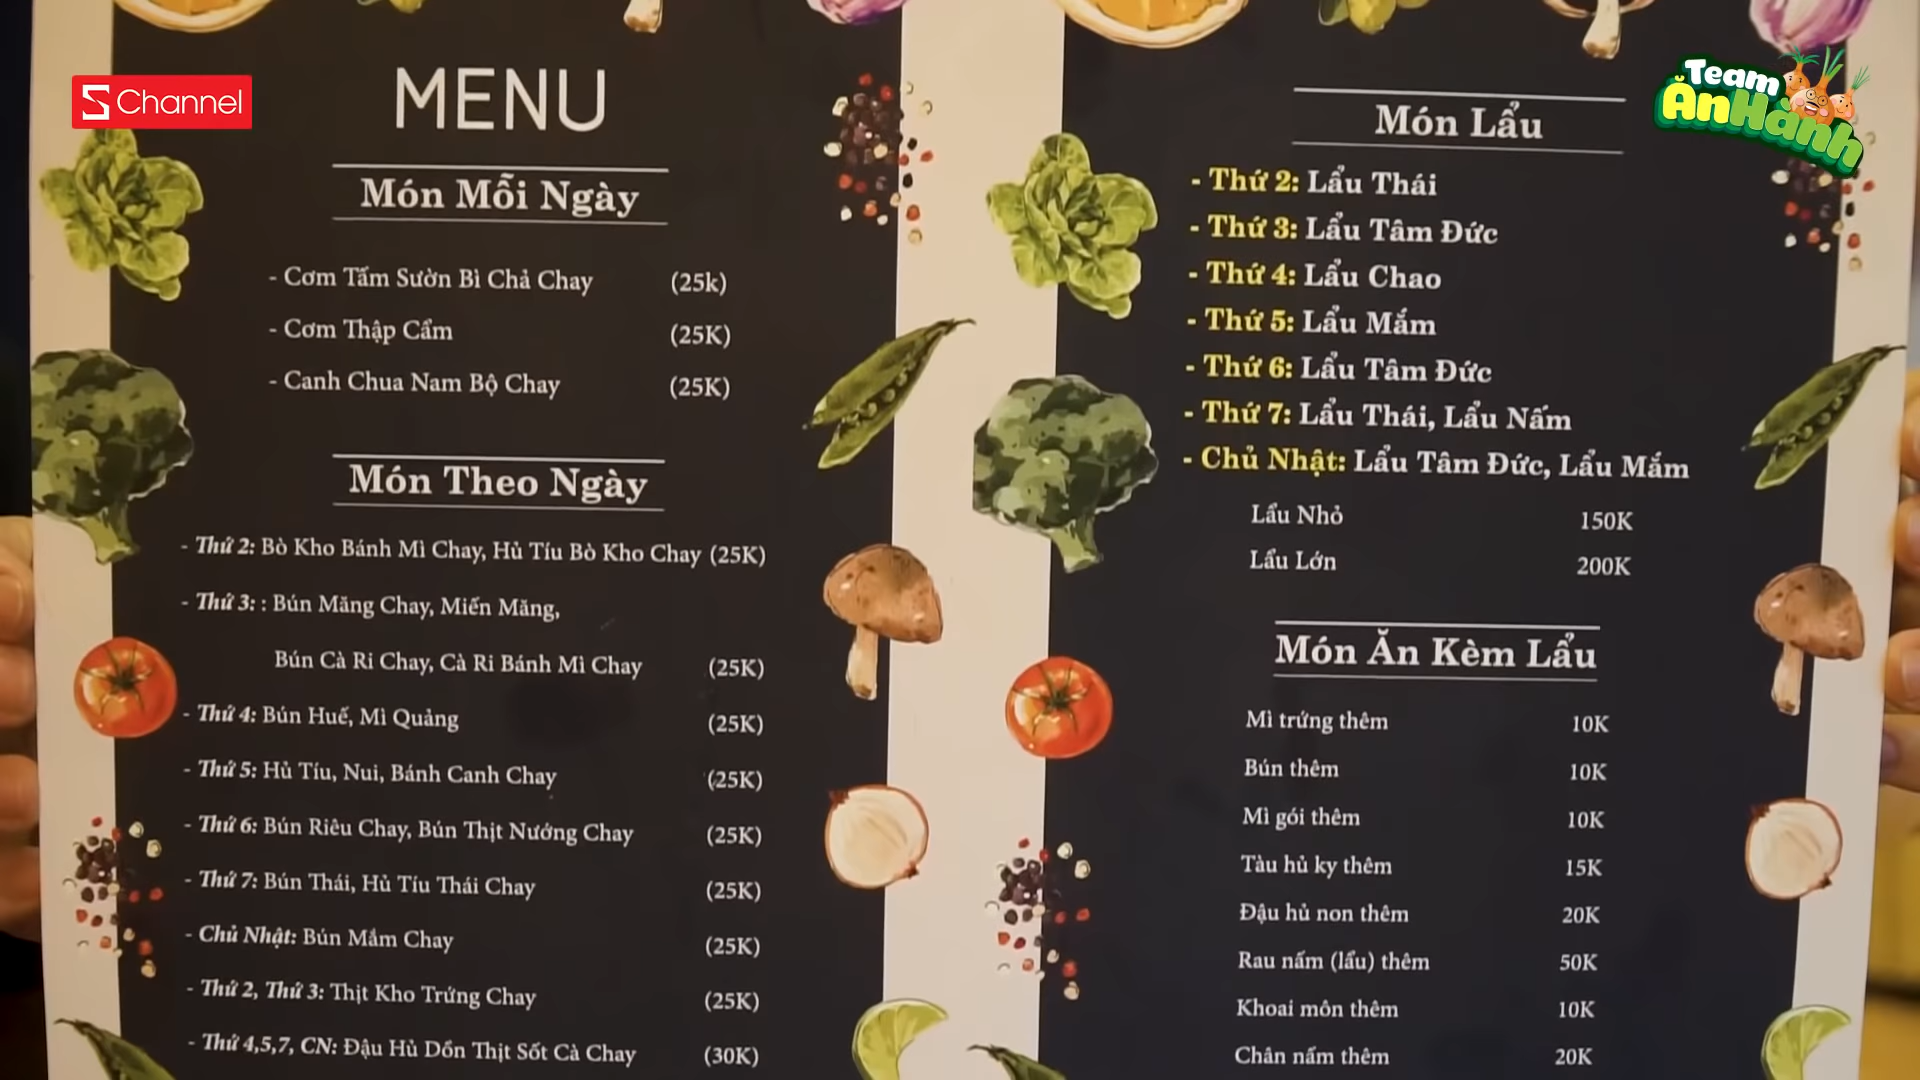 S Channel
Team
ĂnHành
MENU
Món Mỗi Ngày
- Cơm Tấm Sườn Bì Chả Chay (25k)
- Cơm Thập Cẩm (25K)
- Canh Chua Nam Bộ Chay (25K)
Món Theo Ngày
- Thứ 2: Bò Kho Bánh Mì Chay, Hủ Tíu Bò Kho Chay (25K)
- Thứ 3: : Bún Măng Chay, Miến Măng,
Bún Cà Ri Chay, Cà Ri Bánh Mì Chay (25K)
- Thứ 4: Bún Huế, Mì Quảng (25K)
- Thứ 5: Hủ Tíu, Nui, Bánh Canh Chay (25K)
- Thứ 6: Bún Riêu Chay, Bún Thịt Nướng Chay (25K)
- Thứ 7: Bún Thái, Hủ Tíu Thái Chay (25K)
- Chủ Nhật: Bún Mắm Chay (25K)
- Thứ 2, Thứ 3: Thịt Kho Trứng Chay (25K)
- Thứ 4,5,7, CN: Đậu Hủ Dồn Thịt Sốt Cà Chay (30K)
Món Lẩu
- Thứ 2: Lẩu Thái
- Thứ 3: Lẩu Tâm Đức
- Thứ 4: Lẩu Chao
- Thứ 5: Lẩu Mắm
- Thứ 6: Lẩu Tâm Đức
- Thứ 7: Lẩu Thái, Lẩu Nấm
- Chủ Nhật: Lẩu Tâm Đức, Lẩu Mắm
Lẩu Nhỏ 150K
Lẩu Lớn 200K
Món Ăn Kèm Lẩu
Mì trứng thêm 10K
Bún thêm 10K
Mì gói thêm 10K
Tàu hủ ky thêm 15K
Đậu hủ non thêm 20K
Rau nấm (lẩu) thêm 50K
Khoai môn thêm 10K
Chân nấm thêm 20K